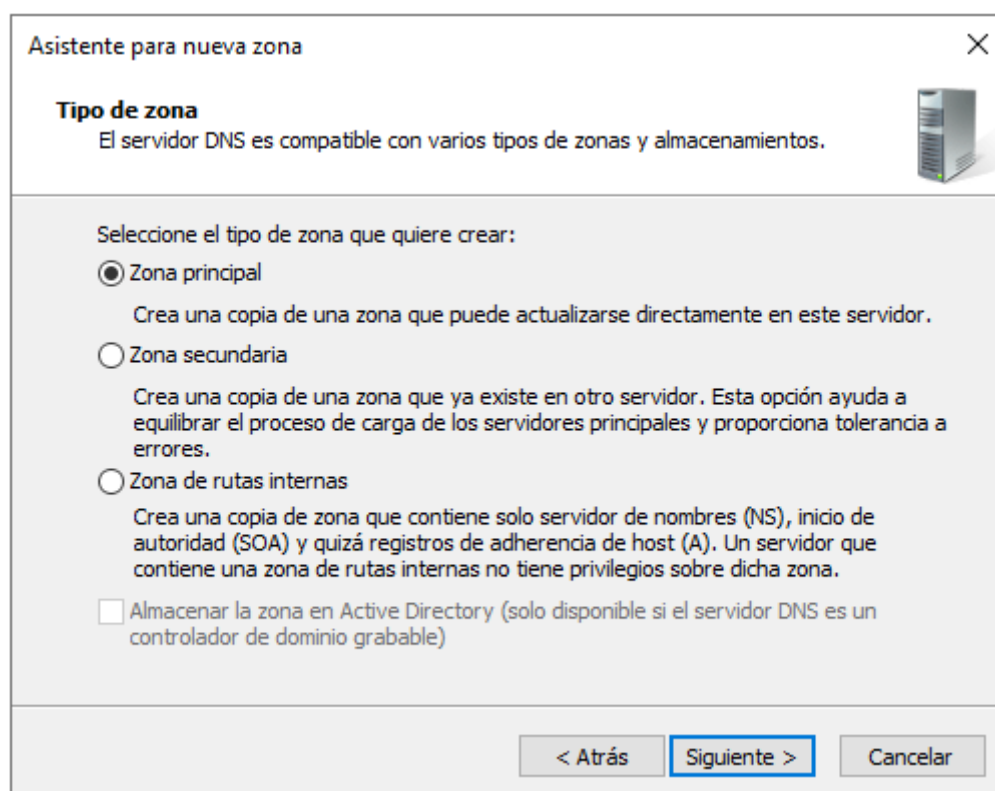 Asistente para nueva zona
Tipo de zona
El servidor DNS es compatible con varios tipos de zonas y almacenamientos.
Seleccione el tipo de zona que quiere crear:
Zona principal
Crea una copia de una zona que puede actualizarse directamente en este servidor.
Zona secundaria
Crea una copia de una zona que ya existe en otro servidor. Esta opción ayuda a
equilibrar el proceso de carga de los servidores principales y proporciona tolerancia a
errores.
Zona de rutas internas
Crea una copia de zona que contiene solo servidor de nombres (NS), inicio de
autoridad (SOA) y quizá registros de adherencia de host (A). Un servidor que
contiene una zona de rutas internas no tiene privilegios sobre dicha zona.
Almacenar la zona en Active Directory (solo disponible si el servidor DNS es un
controlador de dominio grabable)
< Atrás Siguiente > Cancelar